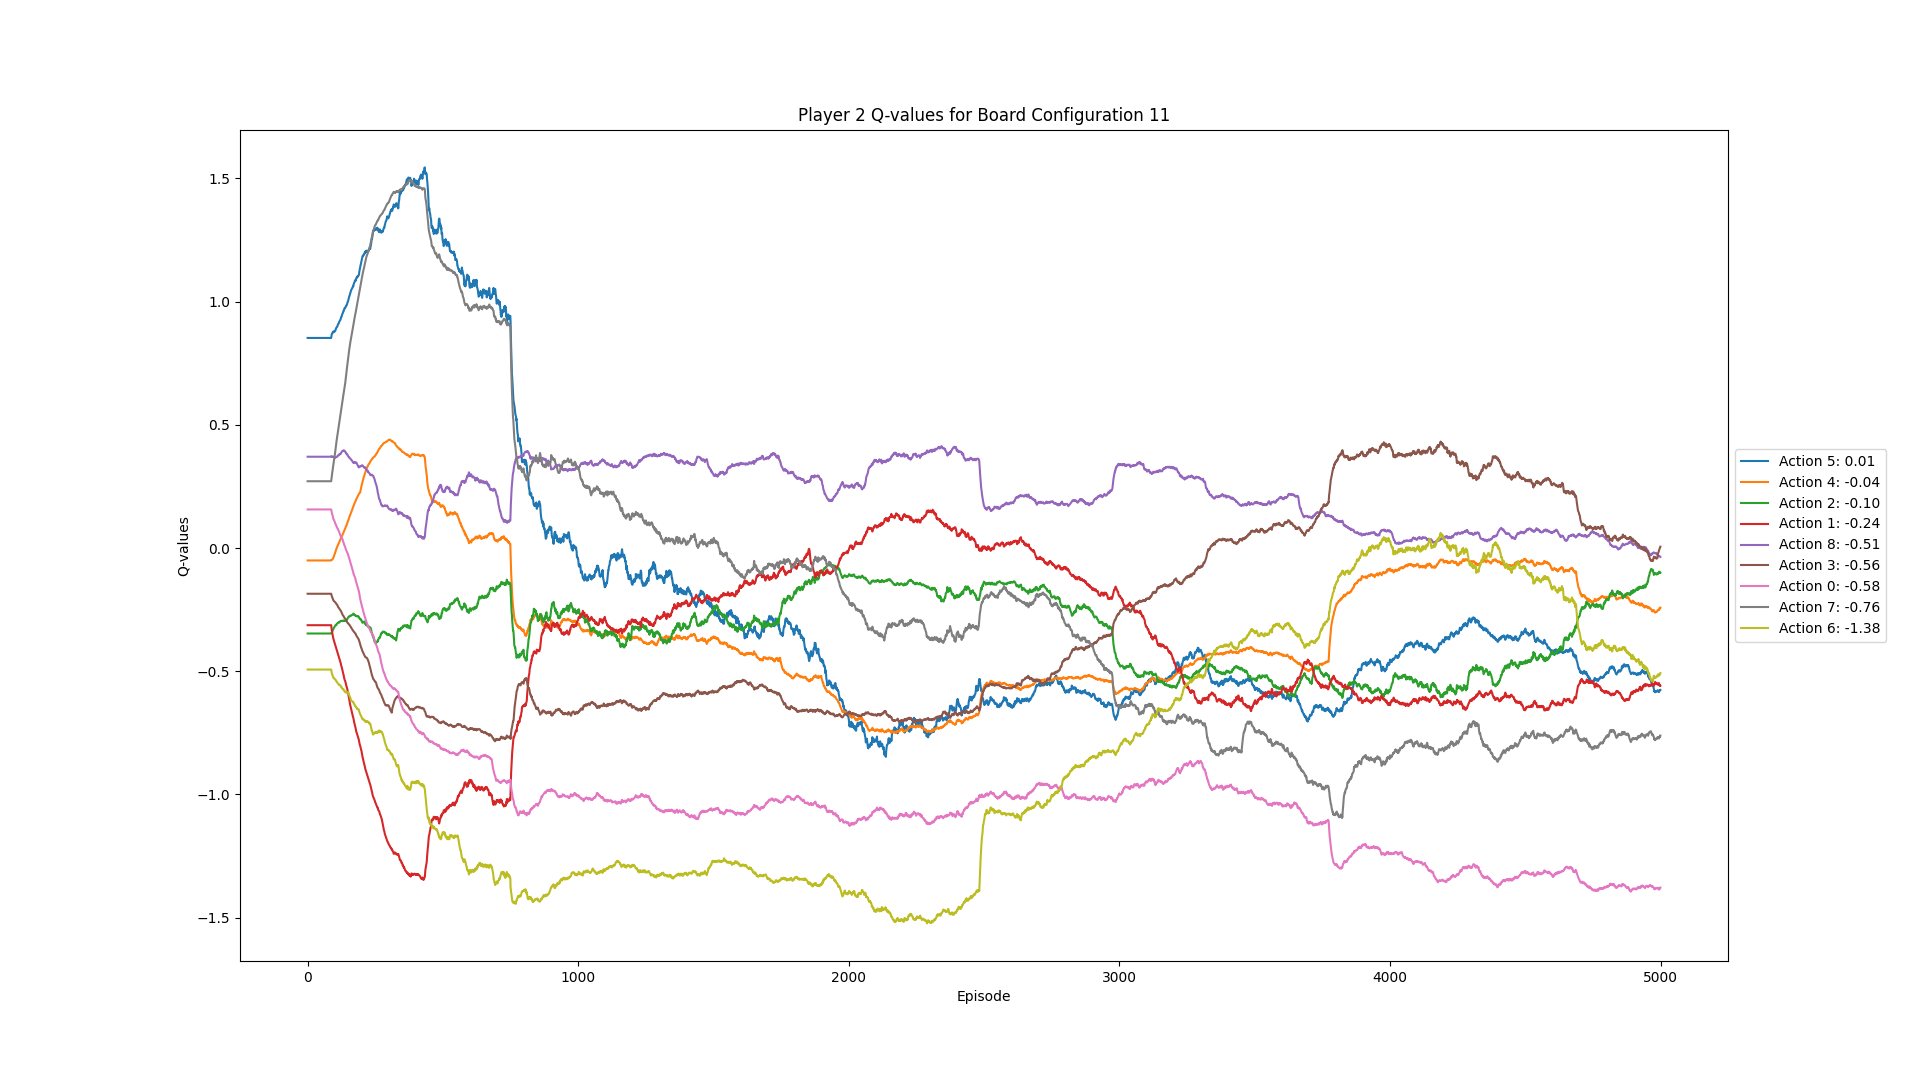 Player 2 Q-values for Board Configuration 11
Q-values
1.5
1.0
0.5
0.0
−0.5
−1.0
−1.5
0
1000
2000
3000
4000
5000
Episode
Action 5: 0.01
Action 4: -0.04
Action 2: -0.10
Action 1: -0.24
Action 8: -0.51
Action 3: -0.56
Action 0: -0.58
Action 7: -0.76
Action 6: -1.38